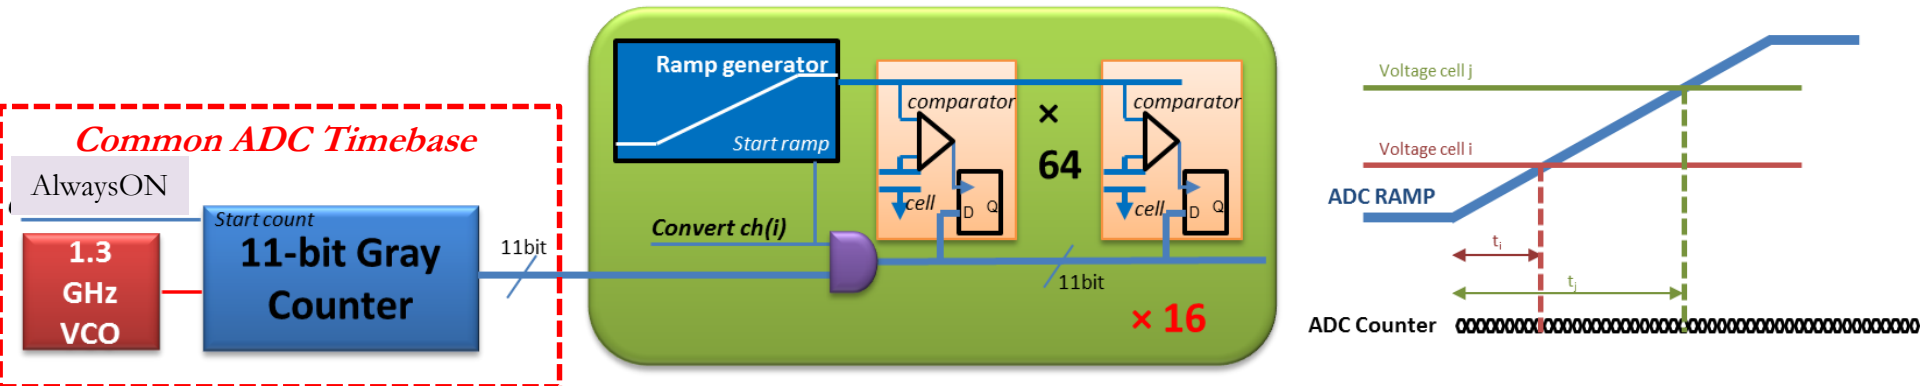 Common ADC Timebase
AlwaysON
Start count
1.3
GHz
VCO
11-bit Gray
Counter
11bit
Ramp generator
Start ramp
Convert ch(i)
comparator
cell
D
Q
×
64
comparator
cell
D
Q
11bit
× 16
Voltage cell j
Voltage cell i
ADC RAMP
ti
tj
ADC Counter